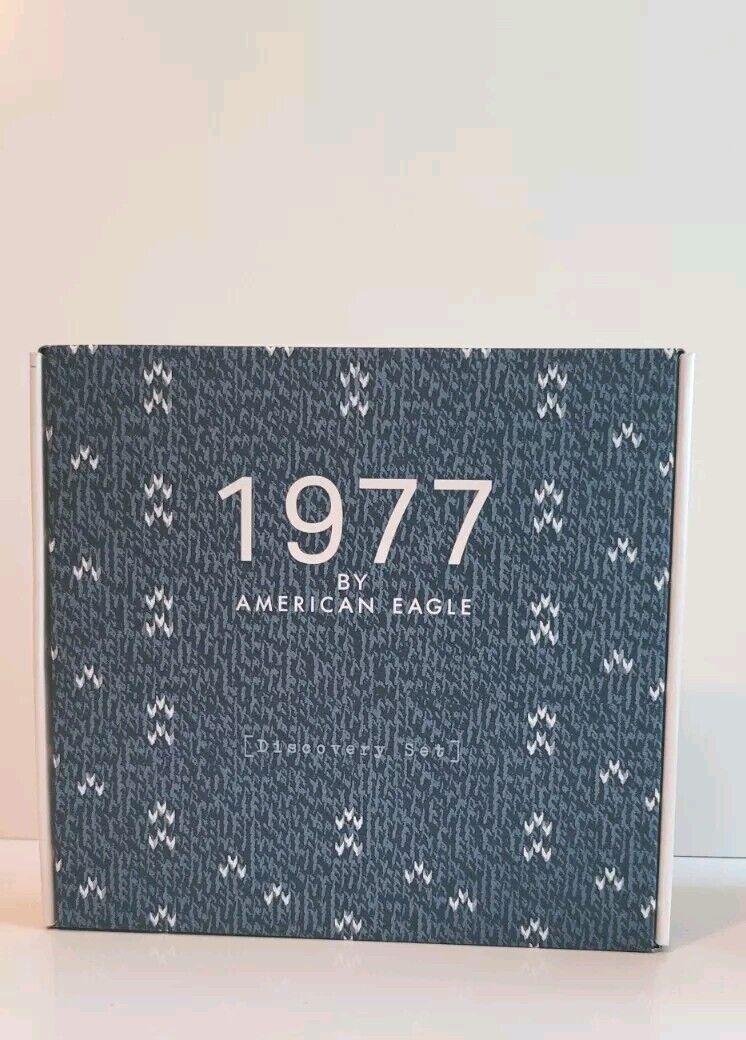 1977
BY
AMERICAN EAGLE
[Discovery Set]